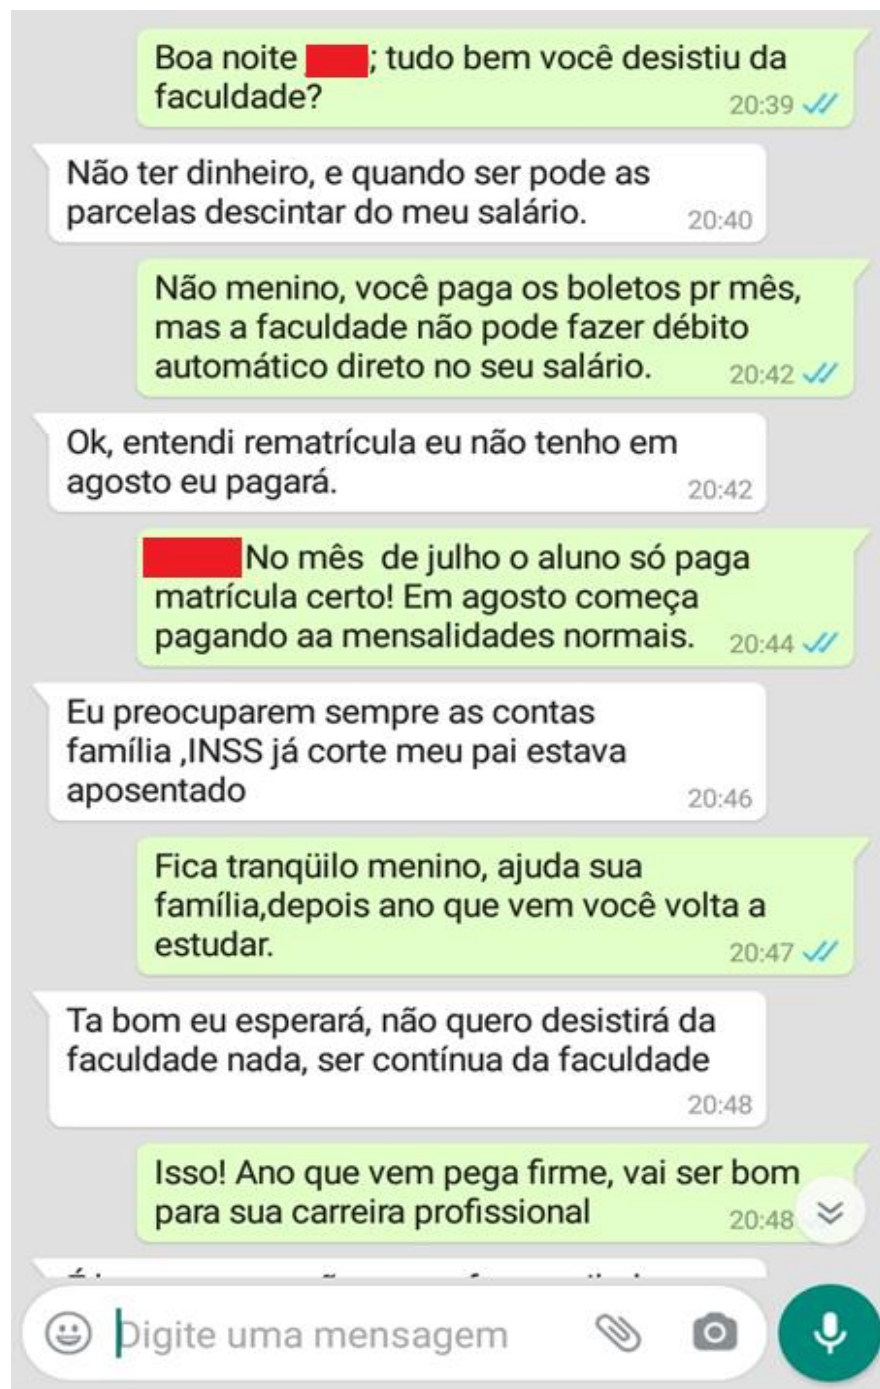 Boa noite ; tudo bem você desistiu da
faculdade?
20:39
Não ter dinheiro, e quando ser pode as
parcelas descintar do meu salário.
20:40
Não menino, você paga os boletos pr mês,
mas a faculdade não pode fazer débito
automático direto no seu salário.
20:42
Ok, entendi rematrícula eu não tenho em
agosto eu pagará.
20:42
No mês de julho o aluno só paga
matrícula certo! Em agosto começa
pagando aa mensalidades normais.
20:44
Eu preocuparem sempre as contas
família ,INSS já corte meu pai estava
aposentado
20:46
Fica tranqüilo menino, ajuda sua
família,depois ano que vem você volta a
estudar.
20:47
Ta bom eu esperará, não quero desistirá da
faculdade nada, ser contínua da faculdade
20:48
Isso! Ano que vem pega firme, vai ser bom
para sua carreira profissional
20:48
Digite uma mensagem